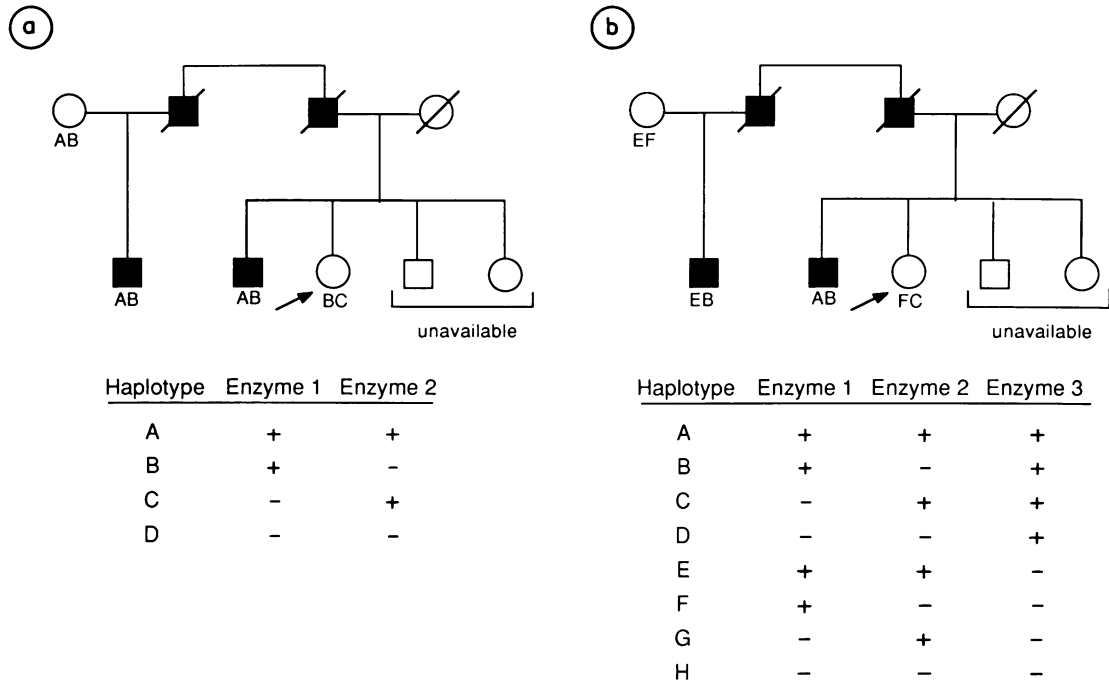 a
AB
AB
AB
BC
unavailable
Haplotype Enzyme 1 Enzyme 2
A + +
B + -
C - +
D - -
b
EF
EB
AB
FC
unavailable
Haplotype Enzyme 1 Enzyme 2 Enzyme 3
A + + +
B + - +
C - + +
D - - +
E + + -
F + - -
G - + -
H - - -